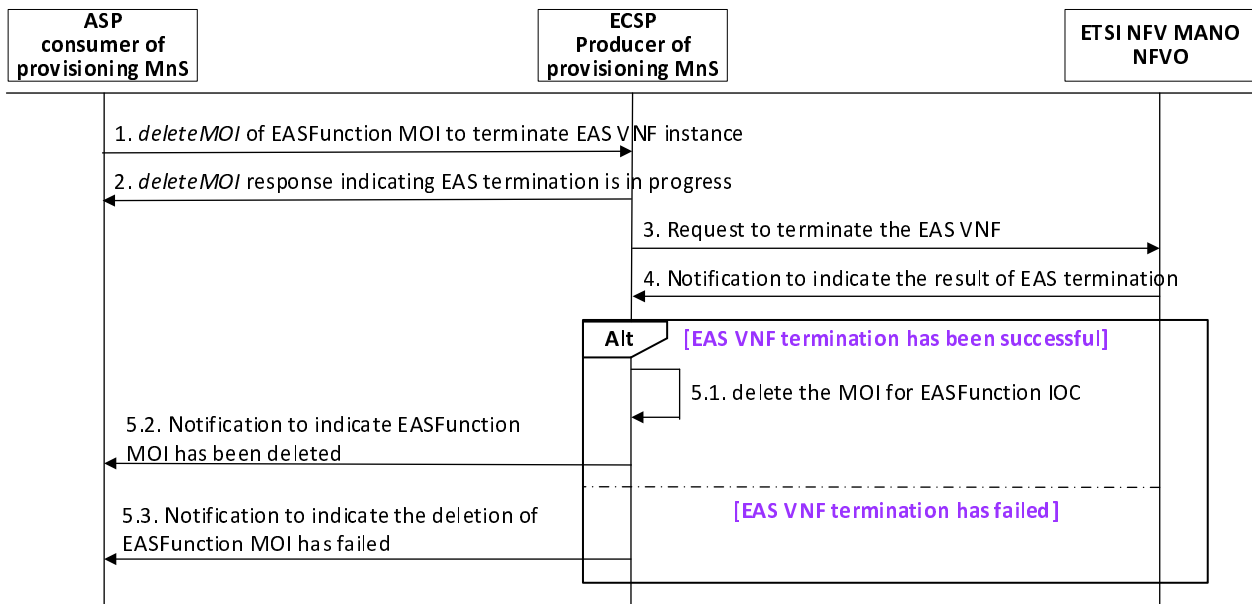 ASP
consumer of
provisioning MnS
ECSP
Producer of
provisioning MnS
ETSI NFV MANO
NFVO
1. deleteMOI of EASFunction MOI to terminate EAS VNF instance
2. deleteMOI response indicating EAS termination is in progress
3. Request to terminate the EAS VNF
4. Notification to indicate the result of EAS termination
Alt
[EAS VNF termination has been successful]
5.1. delete the MOI for EASFunction IOC
5.2. Notification to indicate EASFunction
MOI has been deleted
[EAS VNF termination has failed]
5.3. Notification to indicate the deletion of
EASFunction MOI has failed